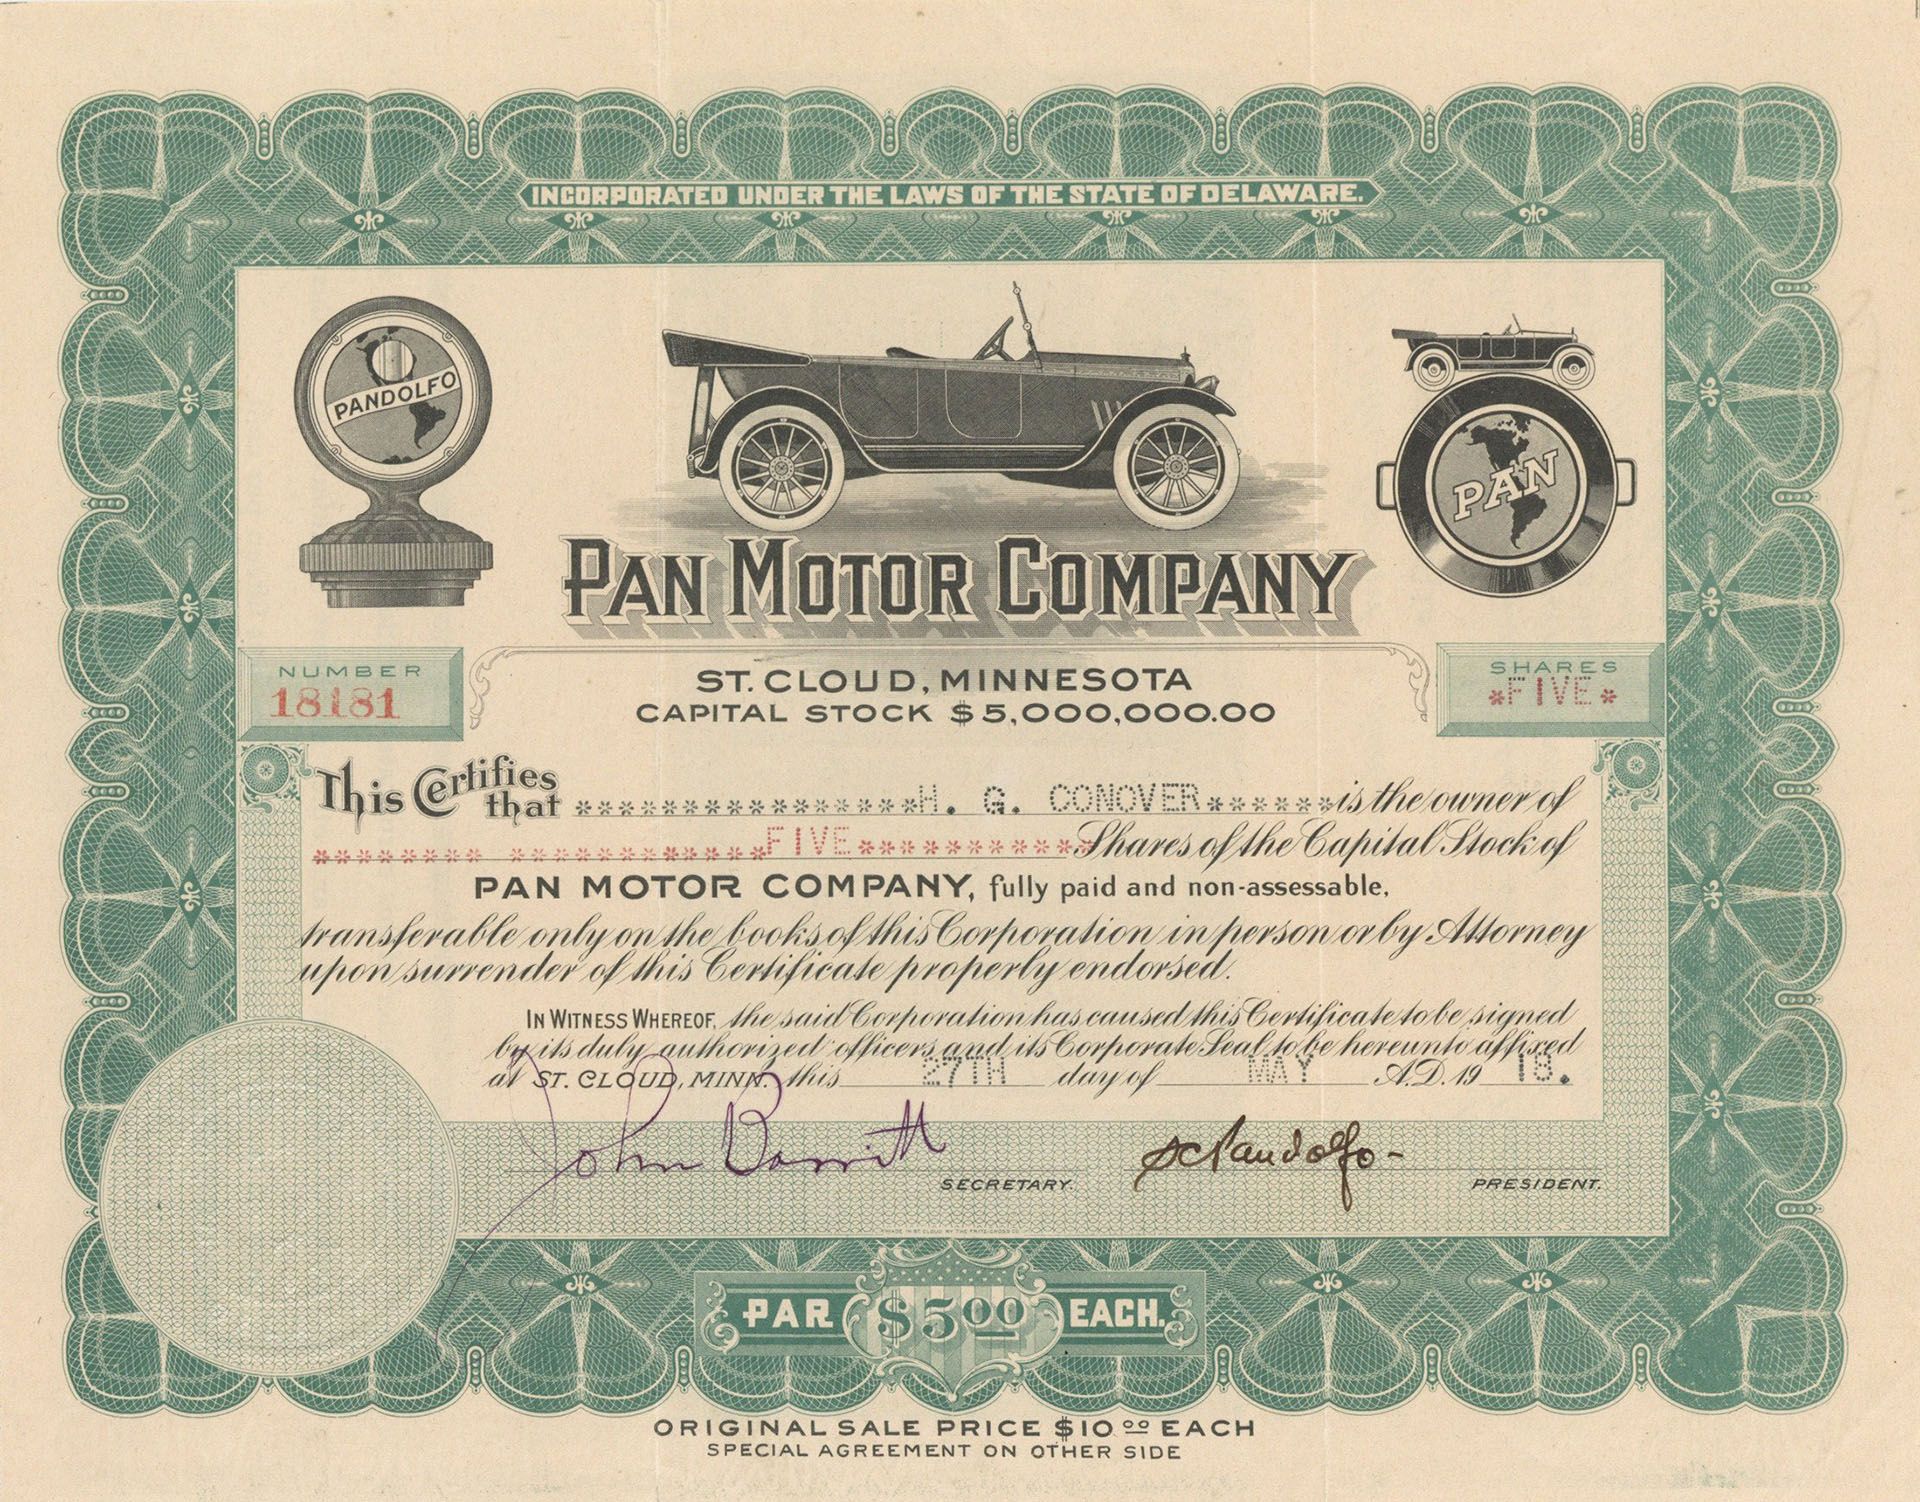 INCORPORATED UNDER THE LAWS OF THE STATE OF DELAWARE.
PANDOLFO
PAN
PAN MOTOR COMPANY
NUMBER
18181
ST. CLOUD, MINNESOTA
CAPITAL STOCK $5,000,000.00
SHARES
*FIVE*
This Certifies that ****************H. G. CONOVER****** is the owner of
******** ********** FIVE*********** Shares of the Capital Stock of
PAN MOTOR COMPANY, fully paid and non-assessable,
transferable only on the books of this Corporation in person or by Attorney
upon surrender of this Certificate properly endorsed.
IN WITNESS WHEREOF, the said Corporation has caused this Certificate to be signed
by its duly authorized officers and its Corporate Seal to be hereunto affixed
at ST. CLOUD, MINN. this 27TH day of MAY A.D. 19 18.
John Barritt
SECRETARY.
S C Pandolfo
PRESIDENT.
PAR $5.00 EACH.
ORIGINAL SALE PRICE $10.00 EACH
SPECIAL AGREEMENT ON OTHER SIDE